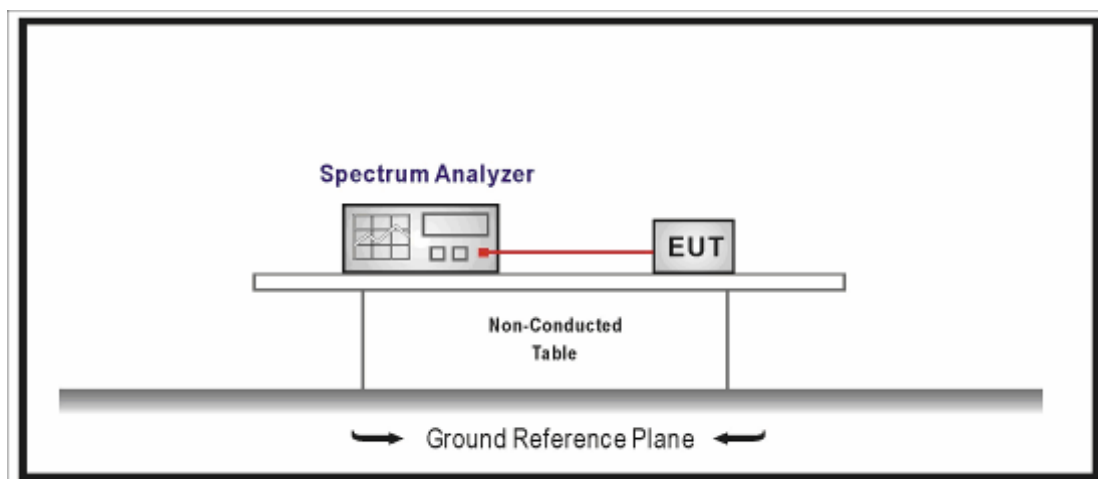 Spectrum Analyzer
EUT
Non-Conducted
Table
Ground Reference Plane